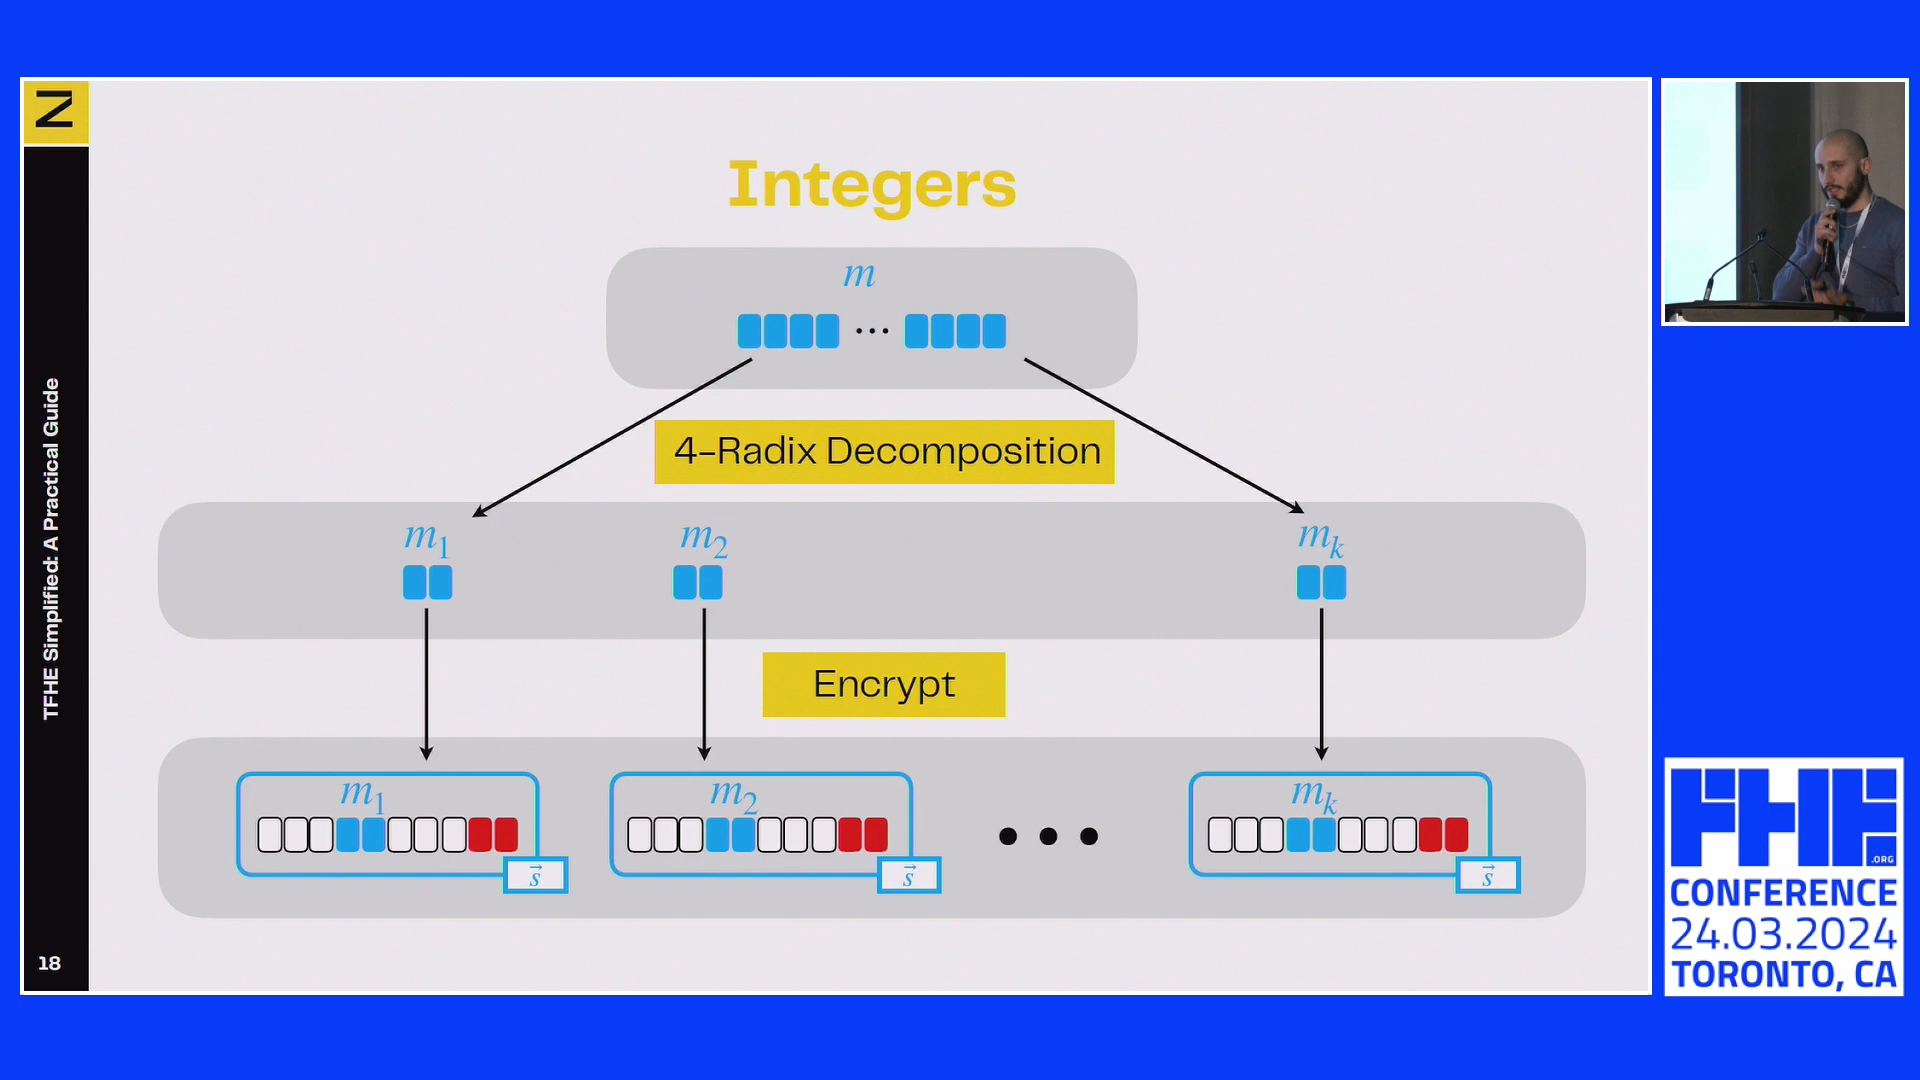 Z
TFHE Simplified: A Practical Guide
18
Integers
m
...
4-Radix Decomposition
m₁ m₂ mₖ
Encrypt
m₁ m₂ mₖ
• • •
s⃗ s⃗ s⃗
FHE
.ORG
CONFERENCE
24.03.2024
TORONTO, CA